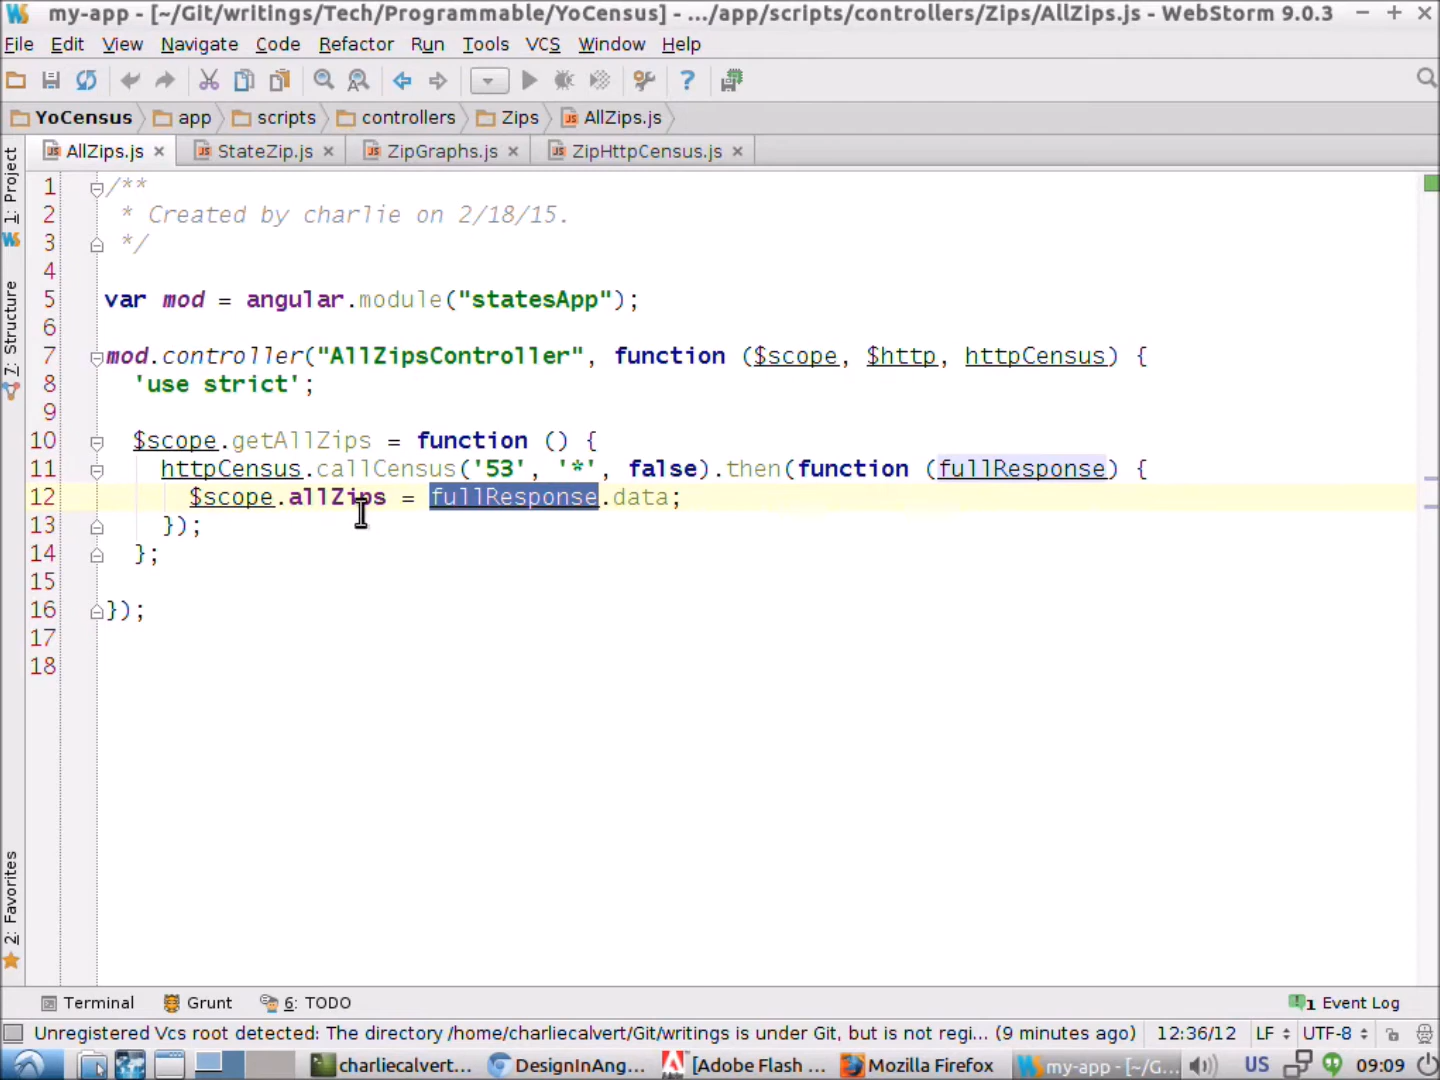 my-app - [~/Git/writings/Tech/Programmable/YoCensus] - .../app/scripts/controllers/Zips/AllZips.js - WebStorm 9.0.3
File Edit View Navigate Code Refactor Run Tools VCS Window Help
YoCensus app scripts controllers Zips AllZips.js
AllZips.js StateZip.js ZipGraphs.js ZipHttpCensus.js
1: Project
7: Structure
2: Favorites
1 /**
2 * Created by charlie on 2/18/15.
3 */
4
5 var mod = angular.module("statesApp");
6
7 mod.controller("AllZipsController", function ($scope, $http, httpCensus) {
8 'use strict';
9
10 $scope.getAllZips = function () {
11 httpCensus.callCensus('53', '*', false).then(function (fullResponse) {
12 $scope.allZips = fullResponse.data;
13 });
14 };
15
16 });
17
18
Terminal Grunt 6: TODO 1 Event Log
Unregistered Vcs root detected: The directory /home/charliecalvert/Git/writings is under Git, but is not regi... (9 minutes ago) 12:36/12 LF UTF-8
charliecalvert... DesignInAng... [Adobe Flash ... Mozilla Firefox my-app - [~/G... US 09:09